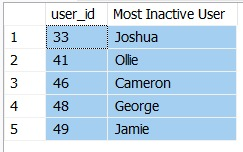 user_id Most Inactive User
1 33 Joshua
2 41 Ollie
3 46 Cameron
4 48 George
5 49 Jamie